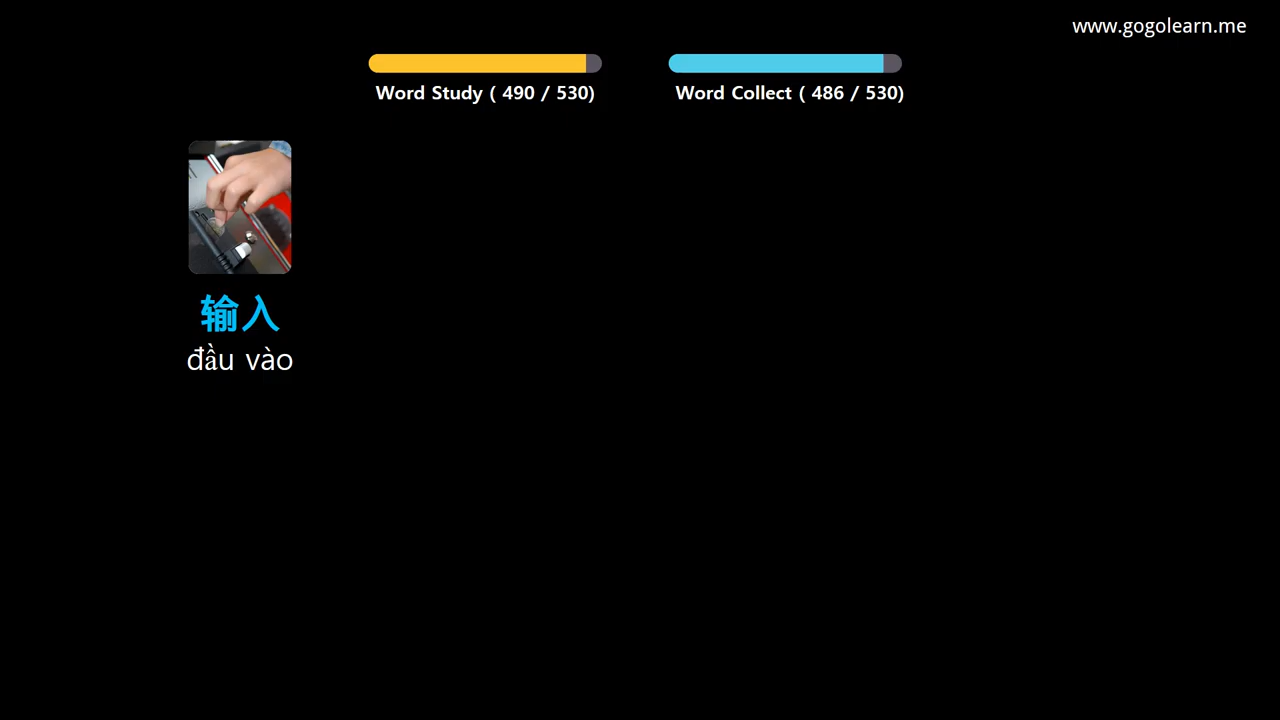 www.gogolearn.me
Word Study ( 490 / 530)
Word Collect ( 486 / 530)
输入
đầu vào